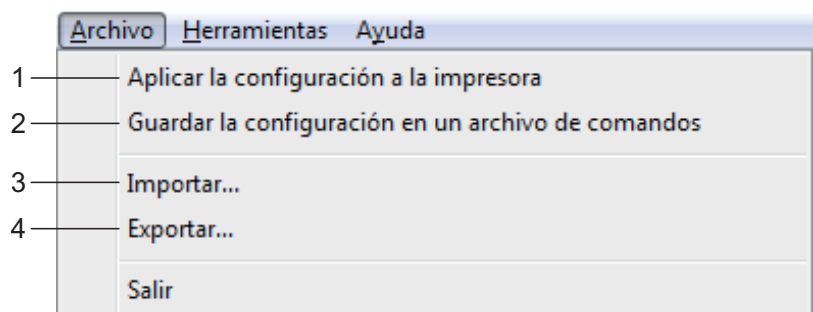 Archivo Herramientas Ayuda
1 Aplicar la configuración a la impresora
2 Guardar la configuración en un archivo de comandos
3 Importar...
4 Exportar...
Salir